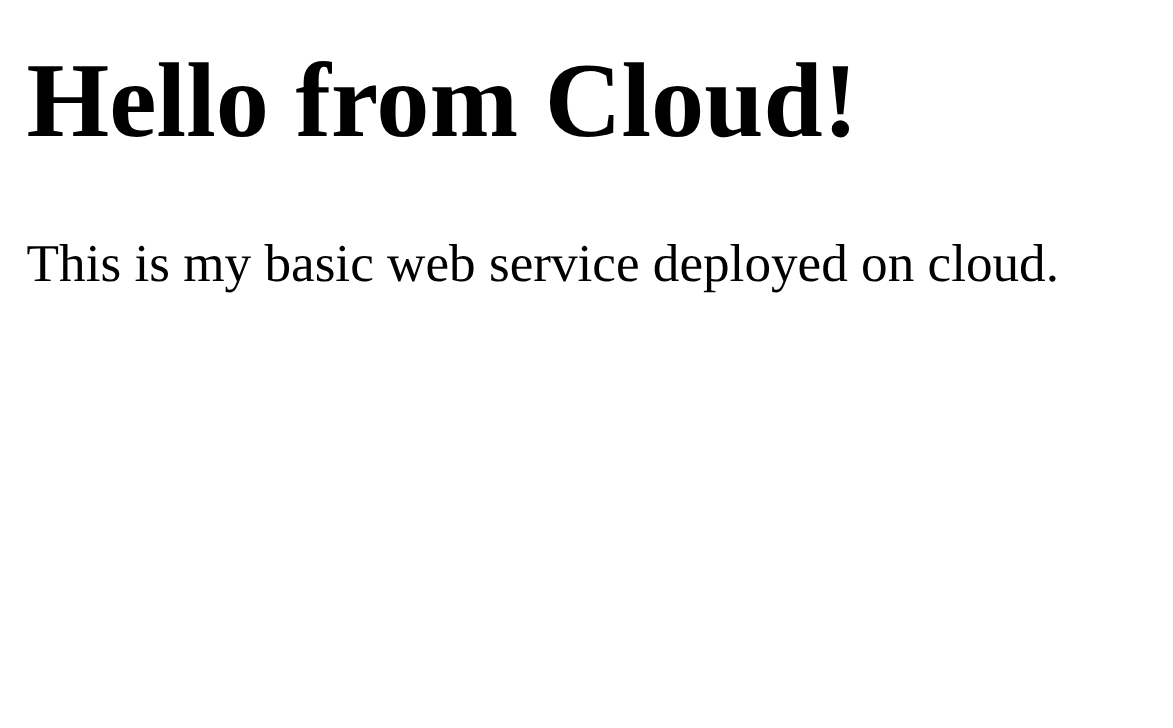 Hello from Cloud!
This is my basic web service deployed on cloud.